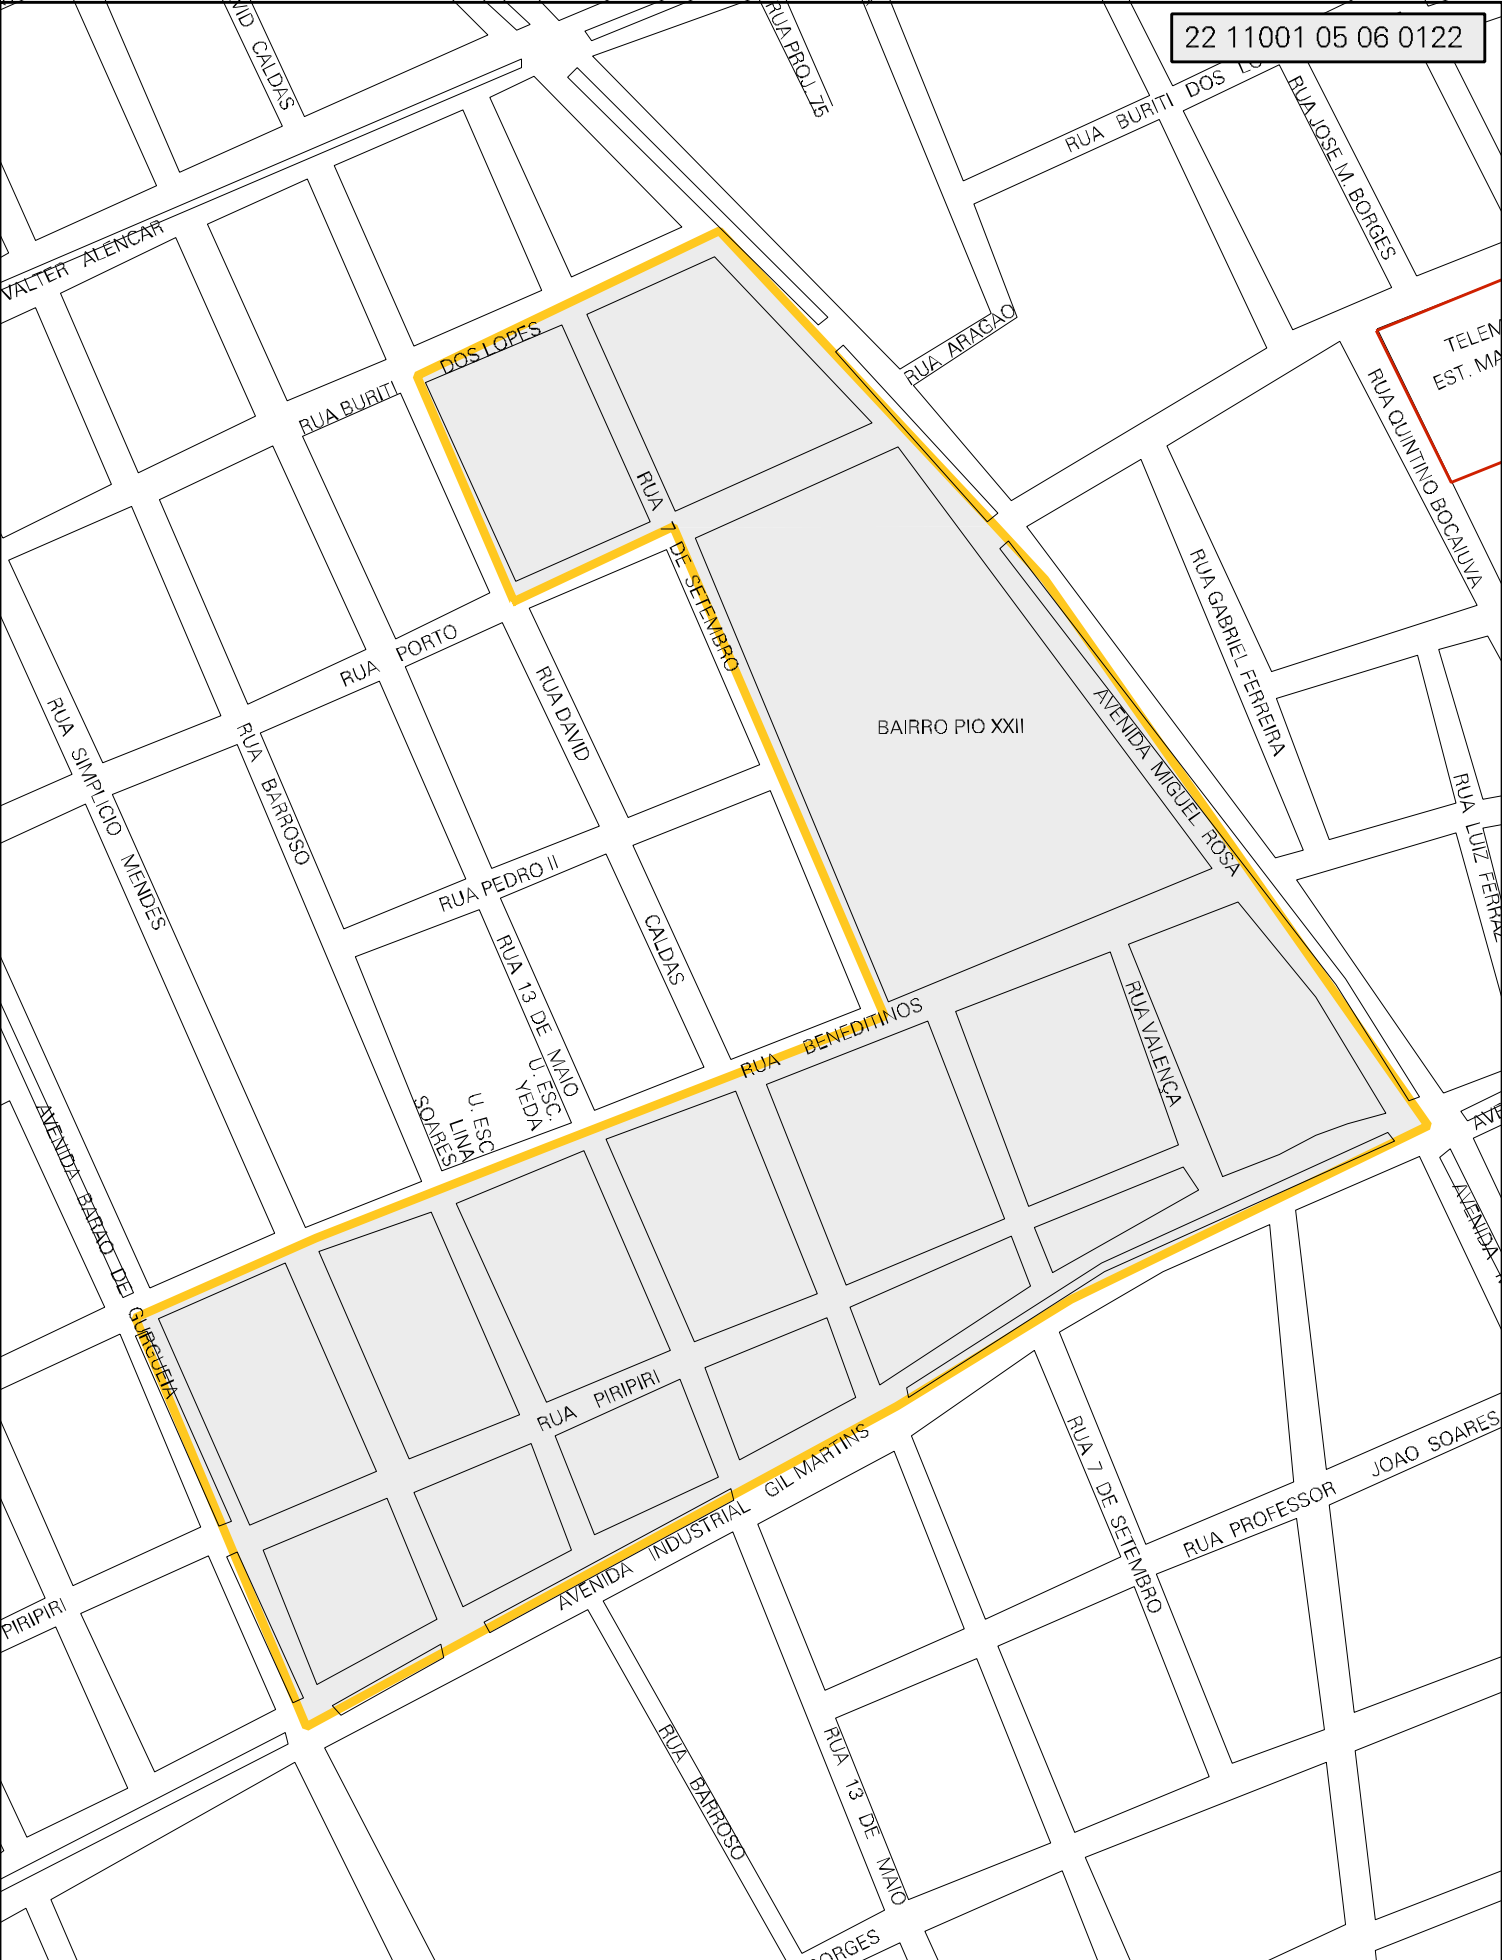 22 11001 05 06 0122
CALDAS
RUA PROJ. 75
RUA BURITI DOS
RUA JOSE M. BORGES
VALTER ALENCAR
RUA ARAGAO
DOS LOPES
RUA BURITI
TELEM
EST. MA
RUA QUINTINO BOCAIUVA
RUA 7 DE SETEMBRO
RUA GABRIEL FERREIRA
RUA PORTO
RUA DAVID
CALDAS
RUA SIMPLICIO MENDES
RUA BARROSO
BAIRRO PIO XXII
AVENIDA MIGUEL ROSA
RUA LUIZ FERRAZ
RUA PEDRO II
RUA 13 DE MAIO
U. ESC.
YEDA
U. ESC
LINA
SOARES
RUA BENEDITINOS
RUA VALENÇA
AVENIDA BARAO DE GURGUEIA
AVE
AVENIDA
RUA PIRIPIRI
PIRIPIRI
AVENIDA INDUSTRIAL GIL MARTINS
RUA 7 DE SETEMBRO
RUA PROFESSOR JOAO SOARES
RUA BARROSO
RUA 13 DE MAIO
ORGES